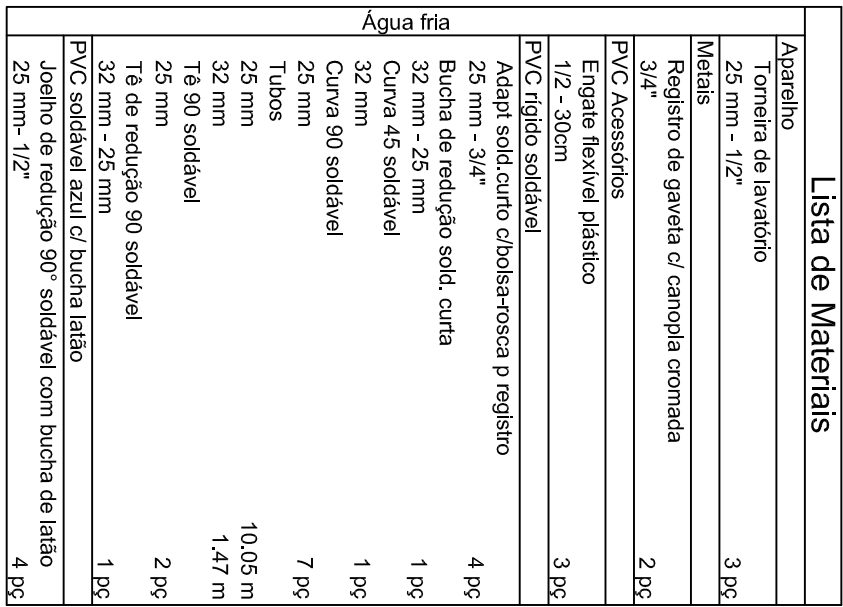 Lista de Materiais
Água fria
Aparelho
Torneira de lavatório
25 mm - 1/2" 3 pç
Metais
Registro de gaveta c/ canopla cromada
3/4" 2 pç
PVC Acessórios
Engate flexível plástico
1/2 - 30cm 3 pç
PVC rígido soldável
Adapt sold.curto c/bolsa-rosca p registro
25 mm - 3/4" 4 pç
Bucha de redução sold. curta
32 mm - 25 mm 1 pç
Curva 45 soldável
32 mm 1 pç
Curva 90 soldável
25 mm 7 pç
Tubos
25 mm 10.05 m
32 mm 1.47 m
Tê 90 soldável
25 mm 2 pç
Tê de redução 90 soldável
32 mm - 25 mm 1 pç
PVC soldável azul c/ bucha latão
Joelho de redução 90° soldável com bucha de latão
25 mm- 1/2" 4 pç